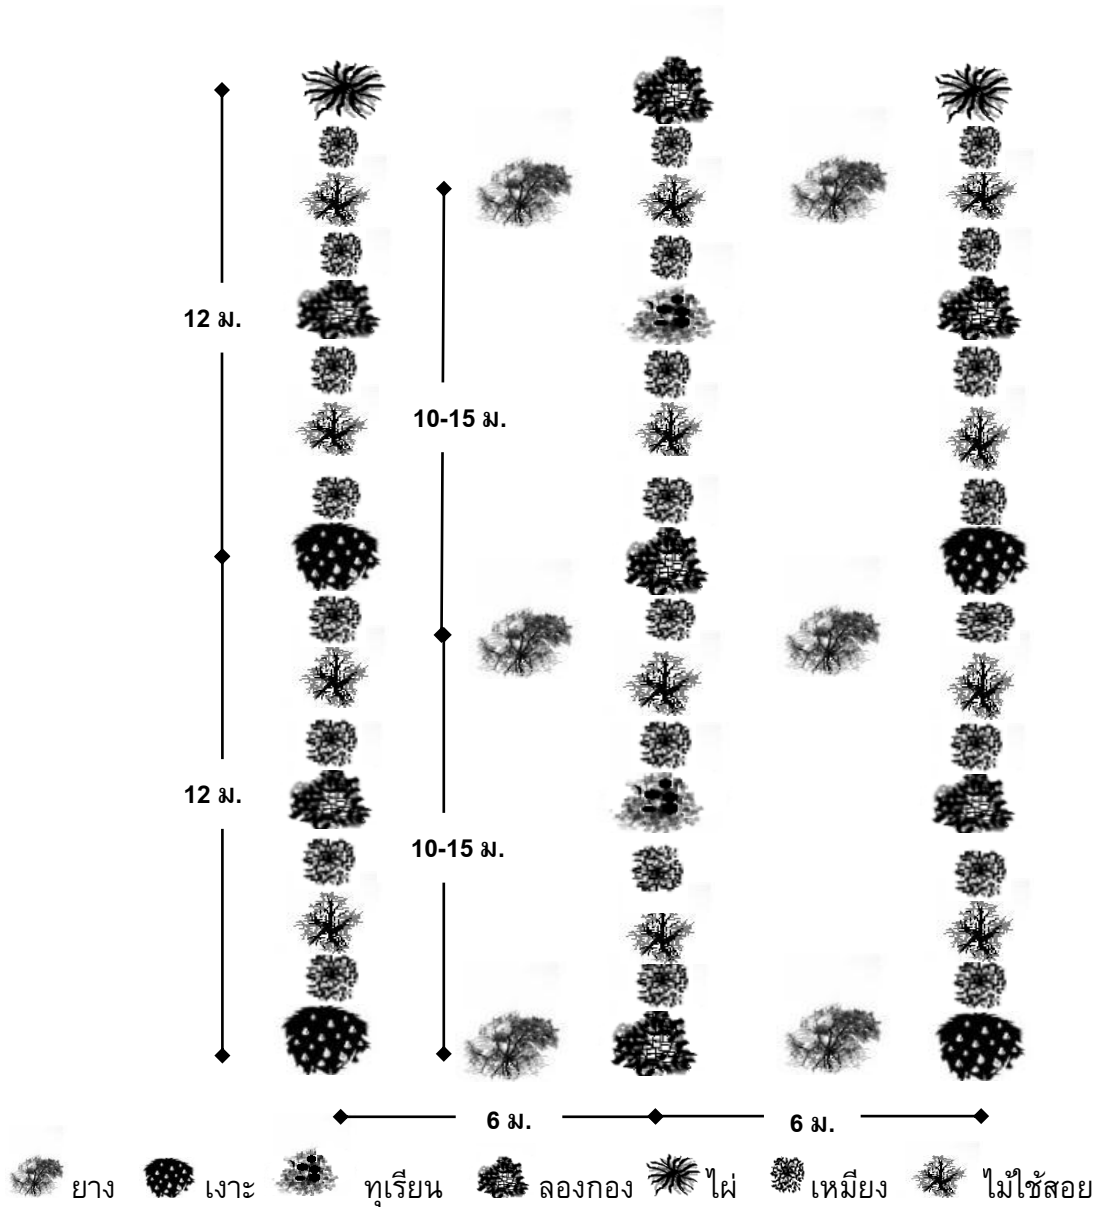 12 ม.
10-15 ม.
12 ม.
10-15 ม.
6 ม.
6 ม.
ยาง เงาะ ทุเรียน ลองกอง ไผ่ เหมียง ไม้ใช้สอย